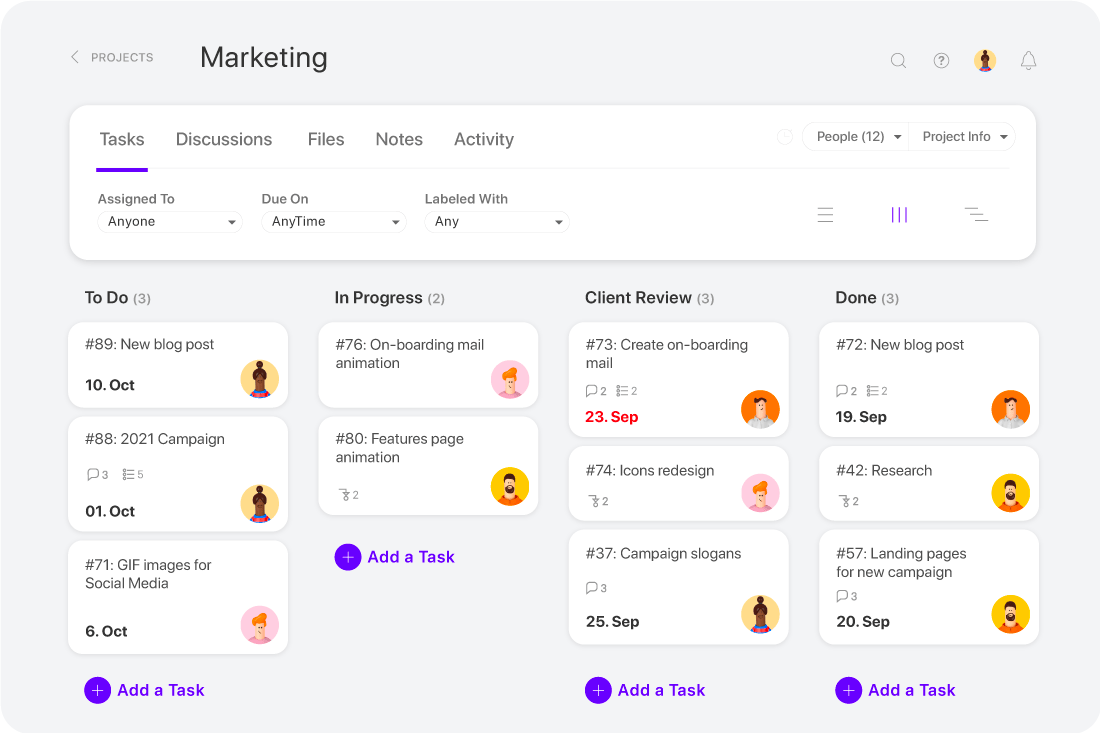 PROJECTS
Marketing
?
Tasks
Discussions
Files
Notes
Activity
People (12)
Project Info
Assigned To
Due On
Labeled With
Anyone
AnyTime
Any
To Do (3)
#89: New blog post
10. Oct
#88: 2021 Campaign
3
5
01. Oct
#71: GIF images for
Social Media
6. Oct
Add a Task
In Progress (2)
#76: On-boarding mail
animation
#80: Features page
animation
2
Add a Task
Client Review (3)
#73: Create on-boarding
mail
2
2
23. Sep
#74: Icons redesign
2
#37: Campaign slogans
3
25. Sep
Add a Task
Done (3)
#72: New blog post
2
2
19. Sep
#42: Research
2
#57: Landing pages
for new campaign
3
20. Sep
Add a Task